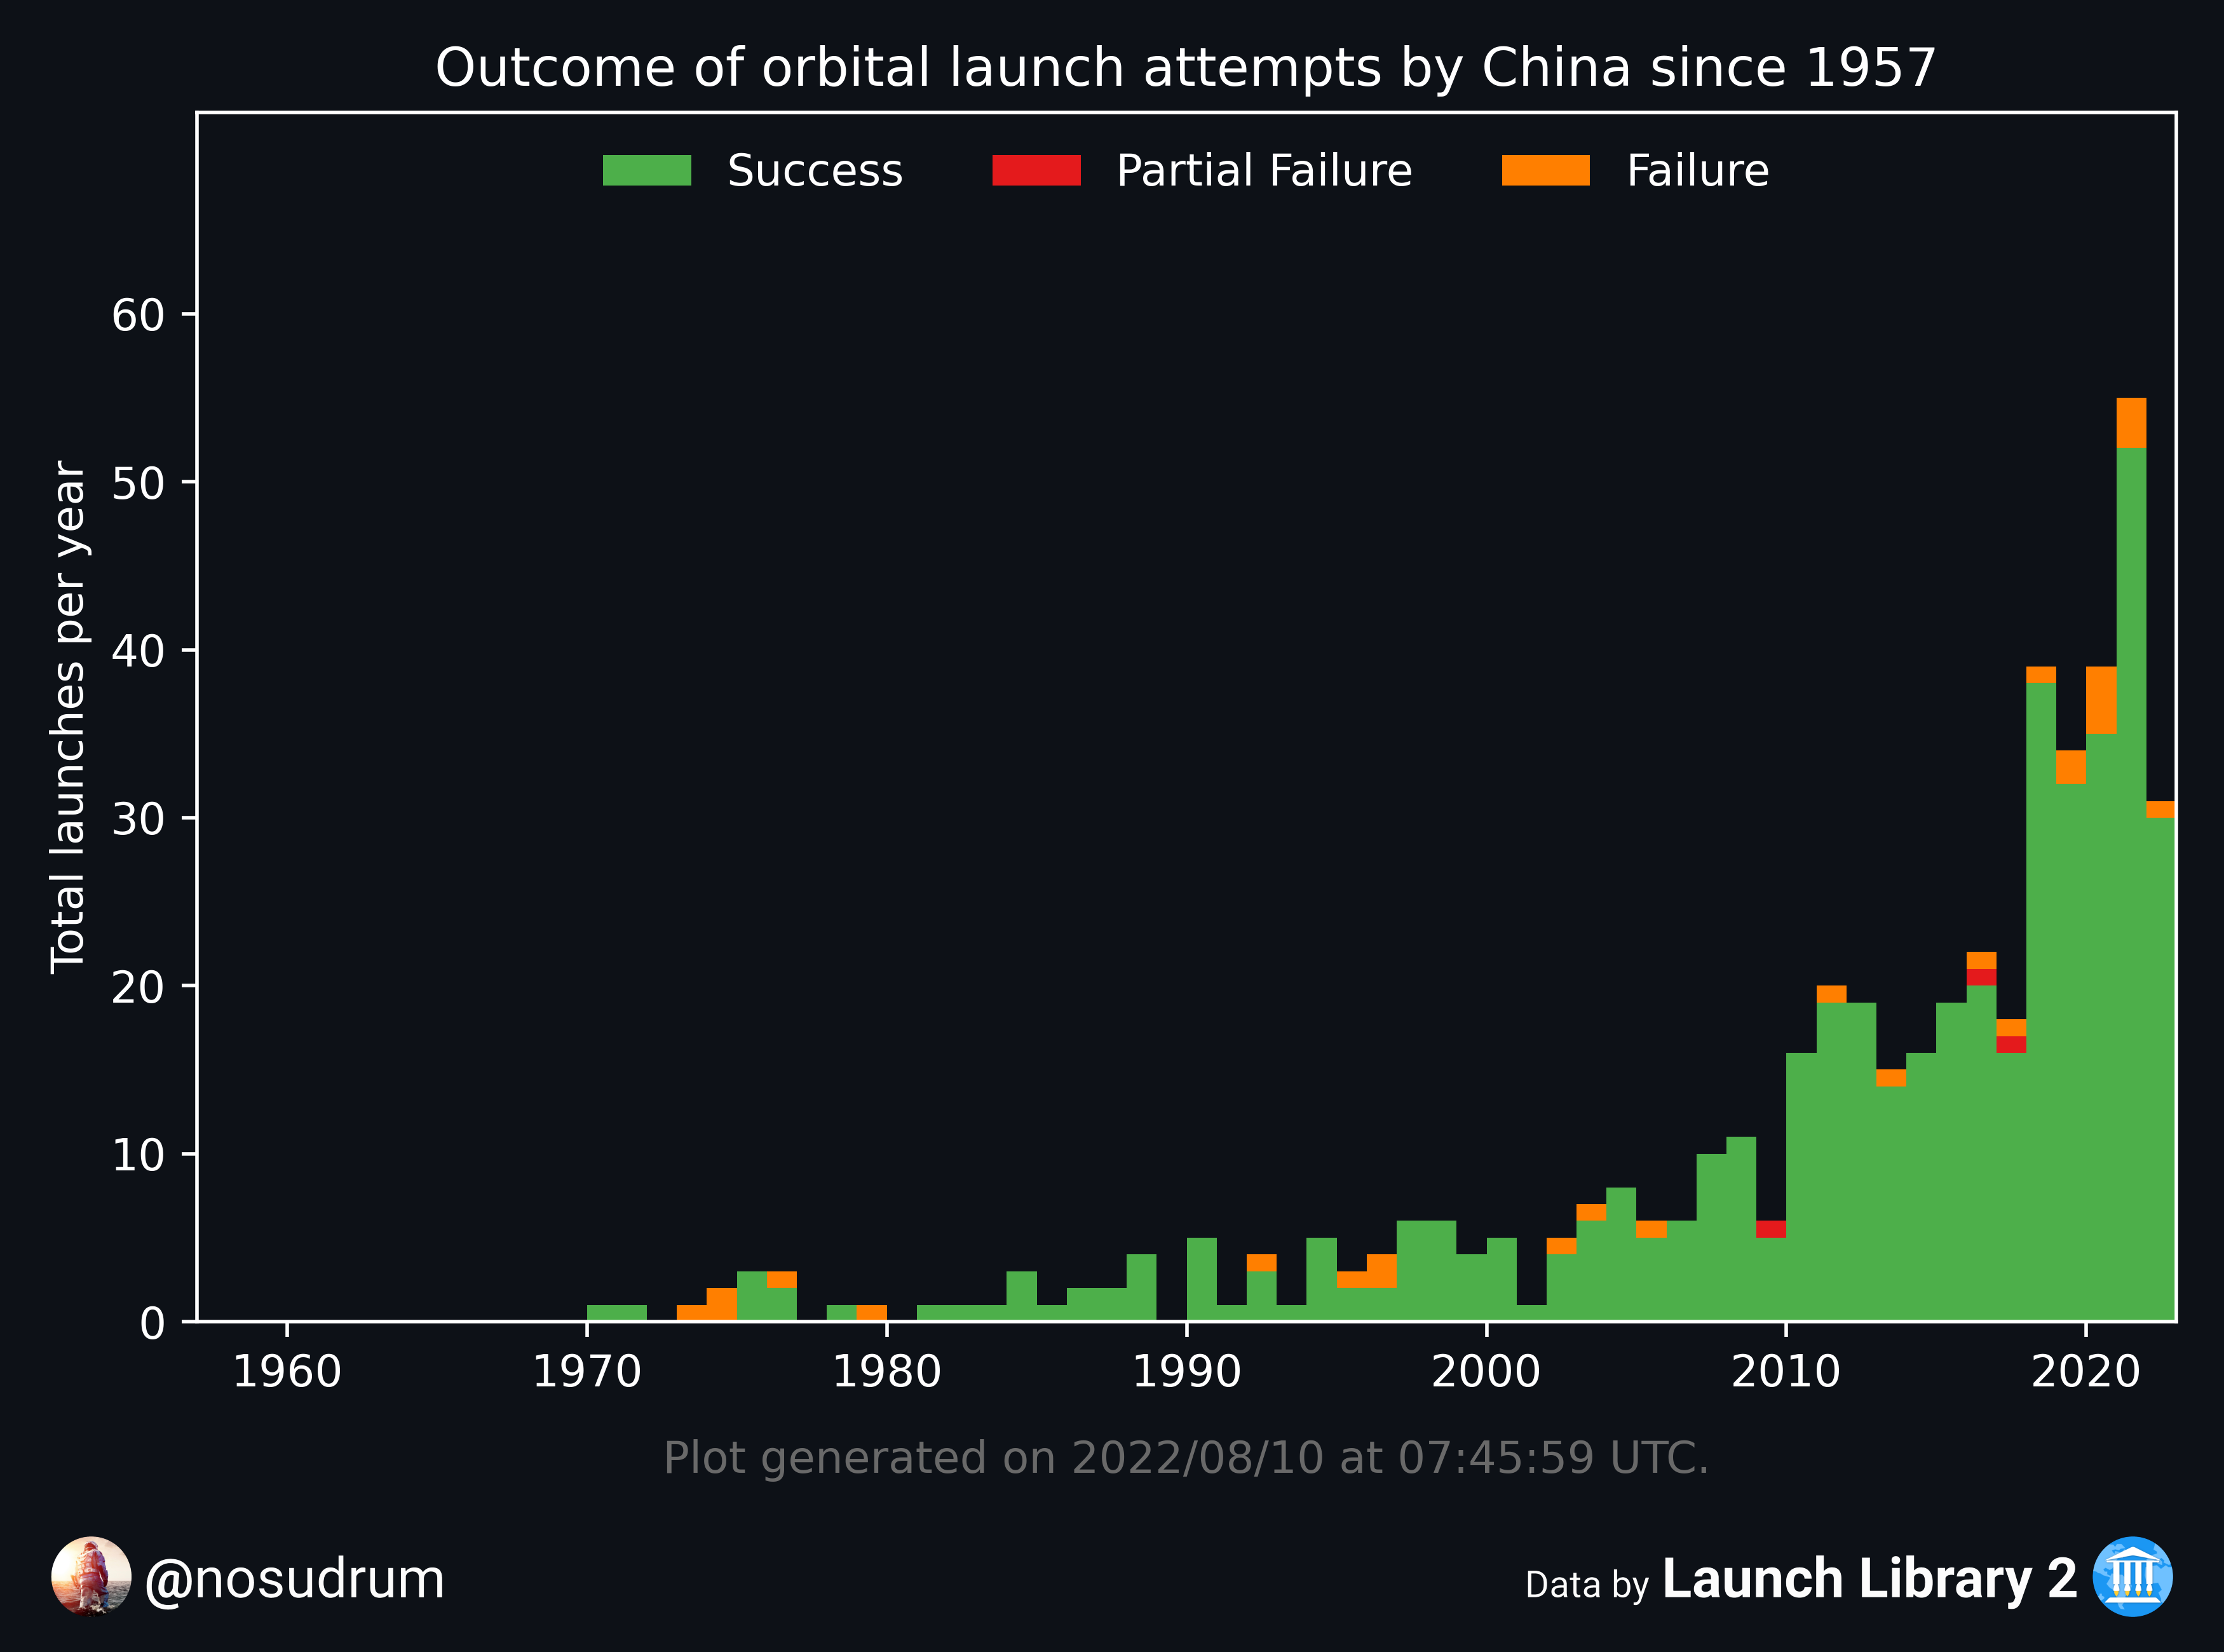 Outcome of orbital launch attempts by China since 1957
Success Partial Failure Failure
Total launches per year
60
50
40
30
20
10
0
1960 1970 1980 1990 2000 2010 2020
Plot generated on 2022/08/10 at 07:45:59 UTC.
@nosudrum
Data by Launch Library 2